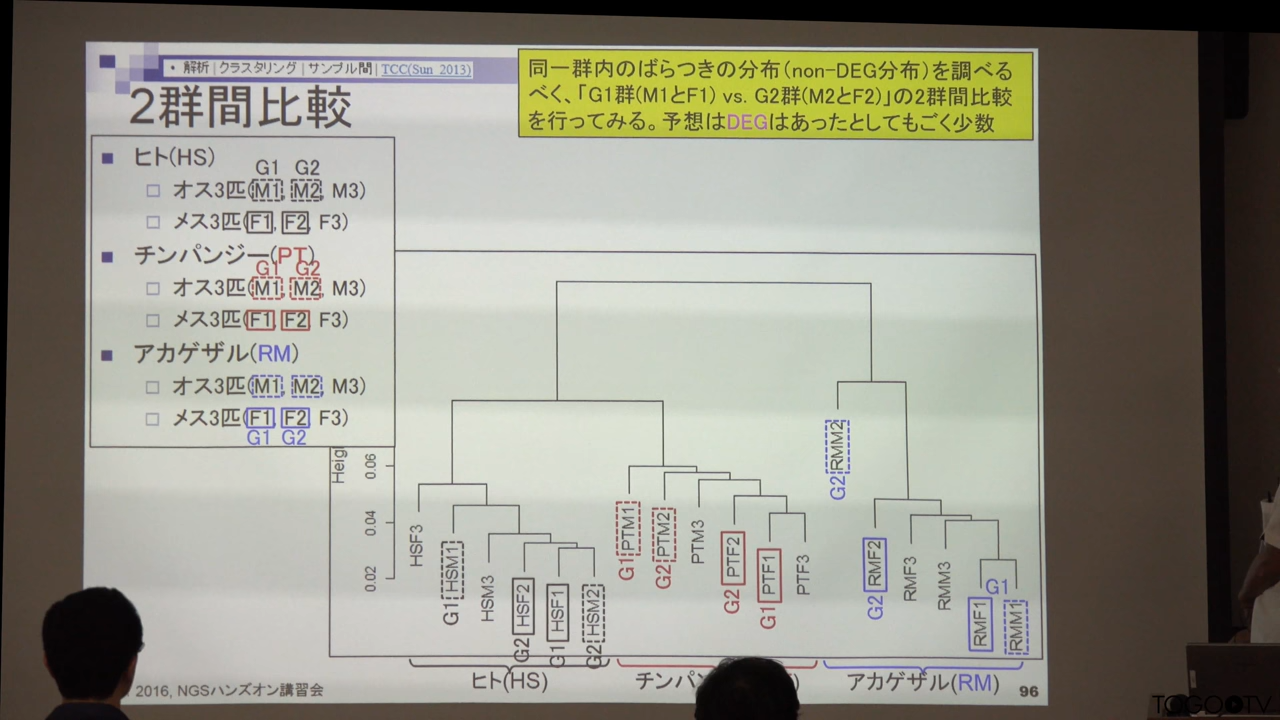 ・ 解析 | クラスタリング | サンプル間 | TCC(Sun_2013)
2群間比較
同一群内のばらつきの分布(non-DEG分布)を調べる
べく、「G1群(M1とF1) vs. G2群(M2とF2)」の2群間比較
を行ってみる。予想はDEGはあったとしてもごく少数
■ ヒト(HS)
G1 G2
□ オス3匹(M1, M2, M3)
□ メス3匹(F1, F2, F3)
■ チンパンジー(PT)
G1 G2
□ オス3匹(M1, M2, M3)
□ メス3匹(F1, F2, F3)
■ アカゲザル(RM)
□ オス3匹(M1, M2, M3)
□ メス3匹(F1, F2, F3)
G1 G2
0.06
0.04
0.02
HSF3
G1 HSM1
HSM3
G2 HSF2
G1 HSF1
G2 HSM2
G1 PTM1
G2 PTM2
PTM3
G2 PTF2
G1 PTF1
PTF3
G2 RMM2
G2 RMF2
RMF3
RMM3
G1
RMF1
RMM1
ヒト(HS)
チンパ
アカゲザル(RM)
2016, NGSハンズオン講習会
96
TOGOTV